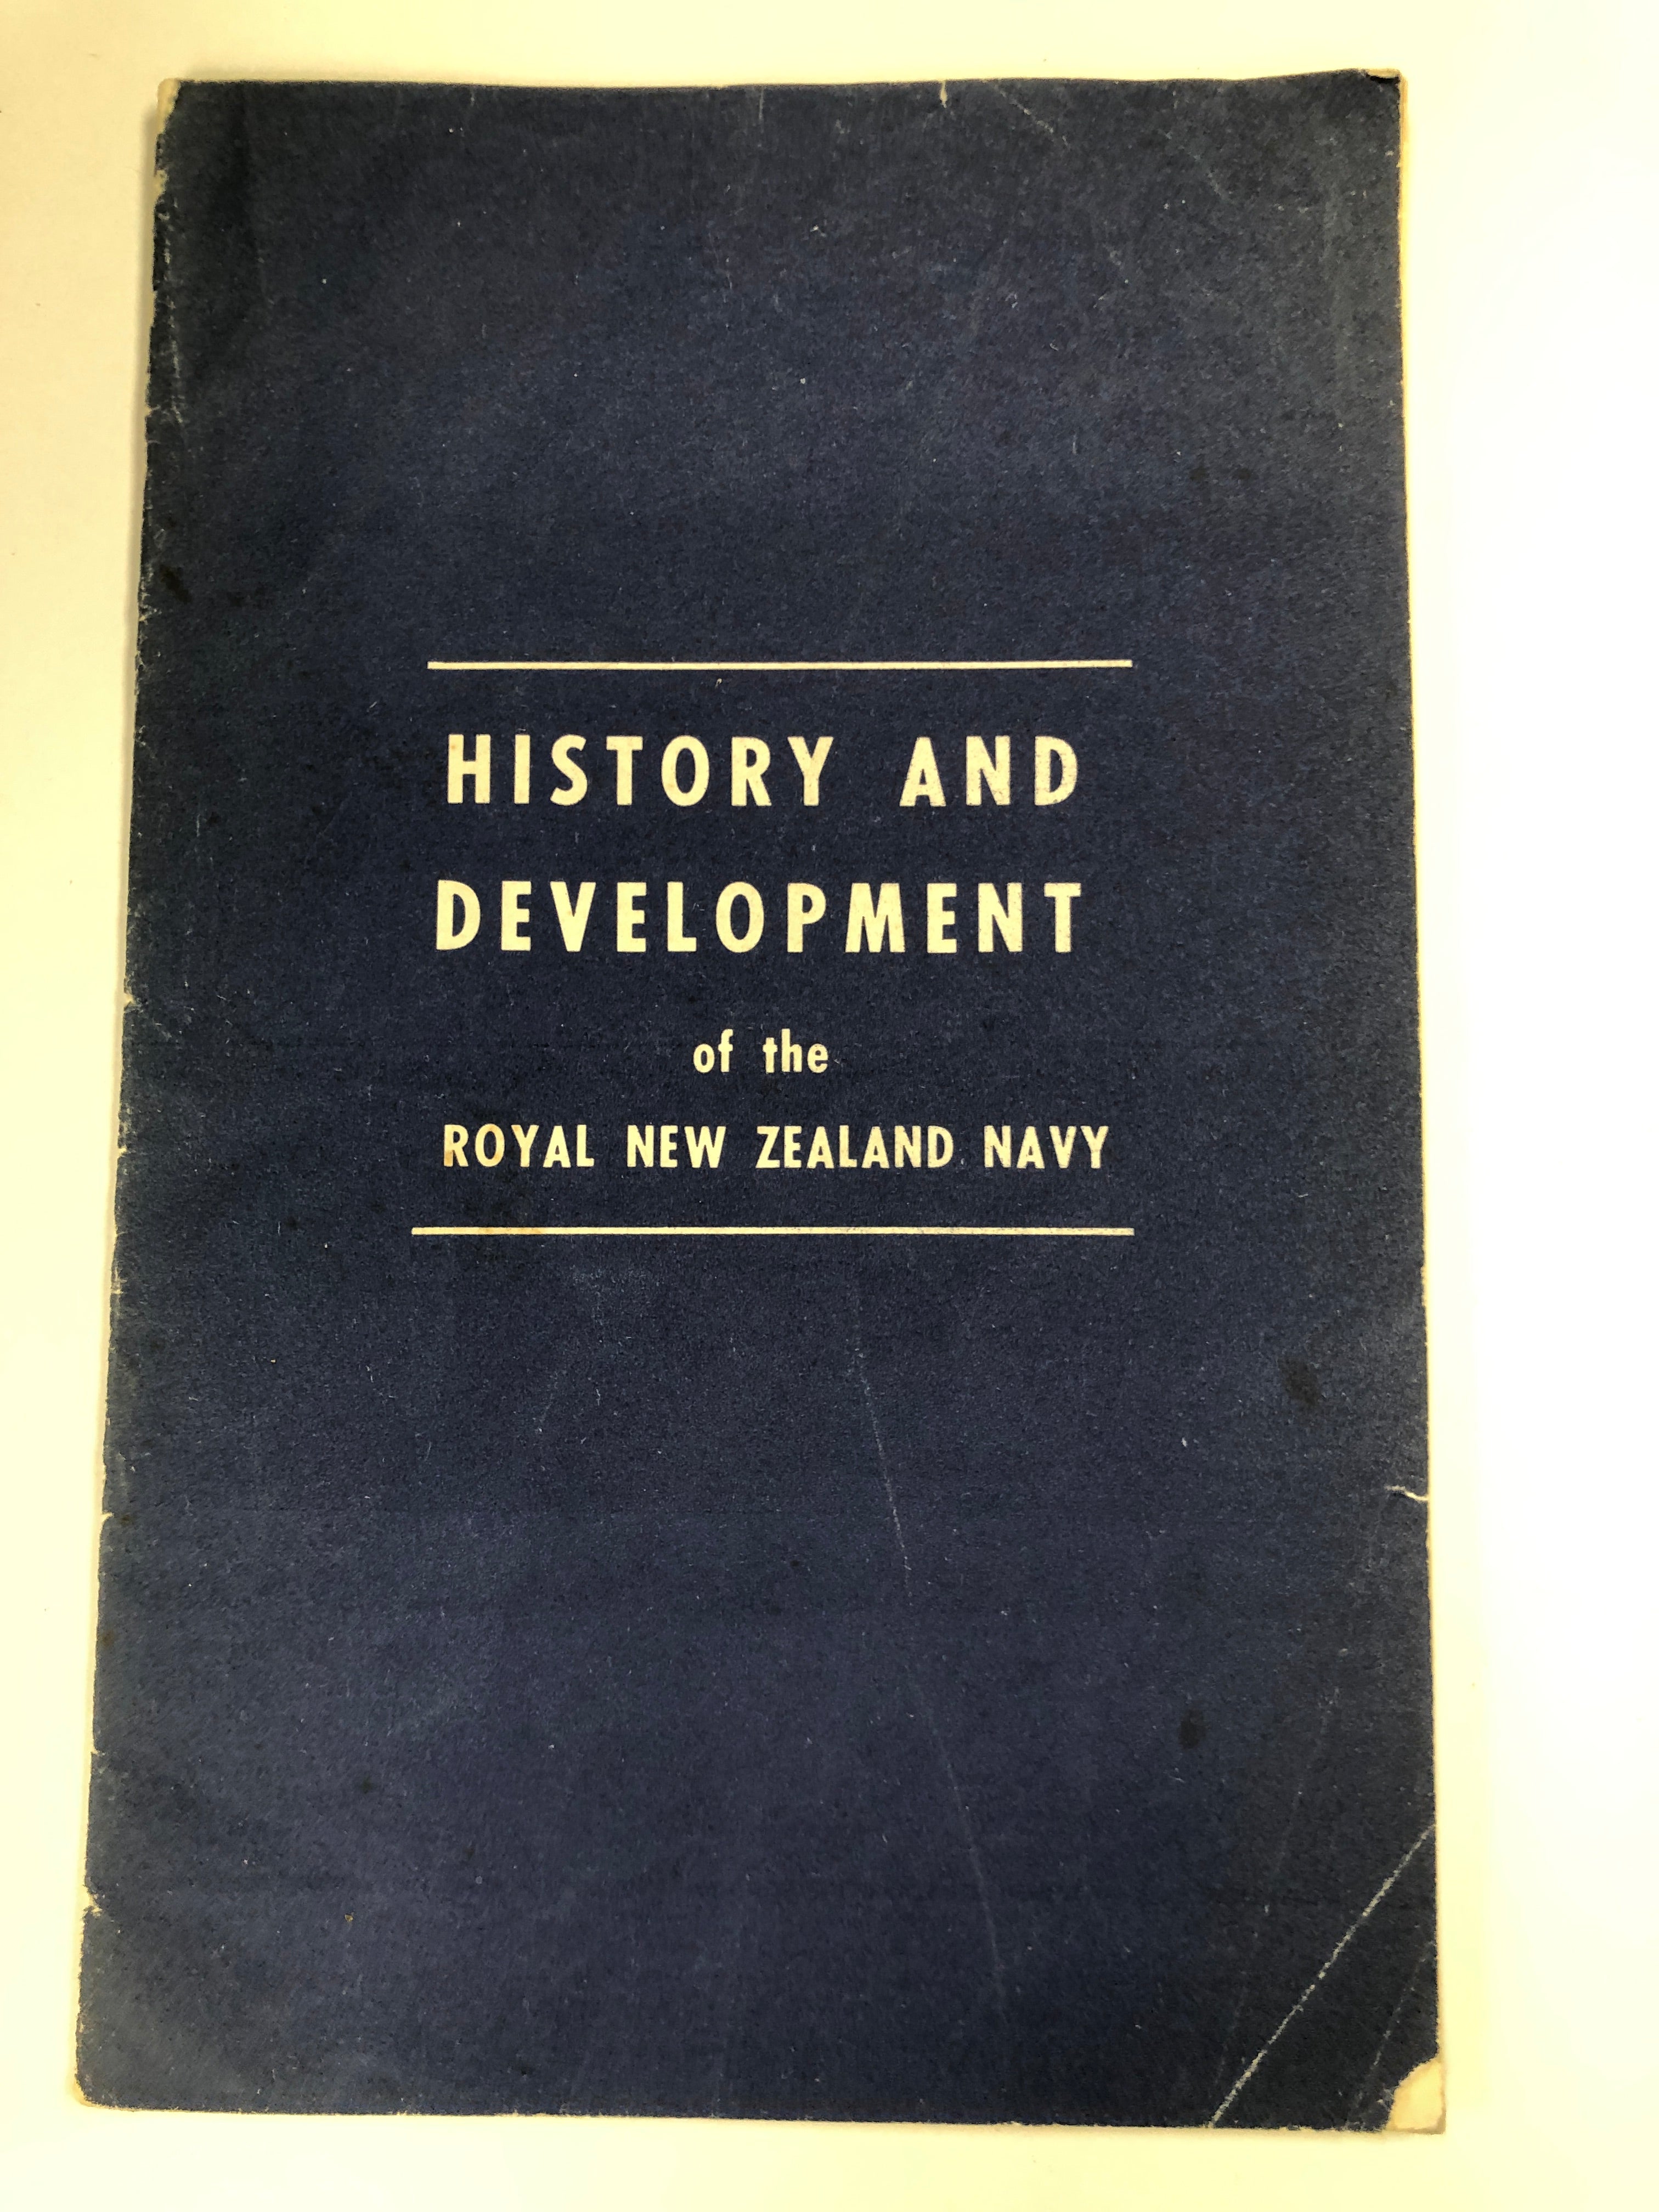 HISTORY AND
DEVELOPMENT
of the
ROYAL NEW ZEALAND NAVY